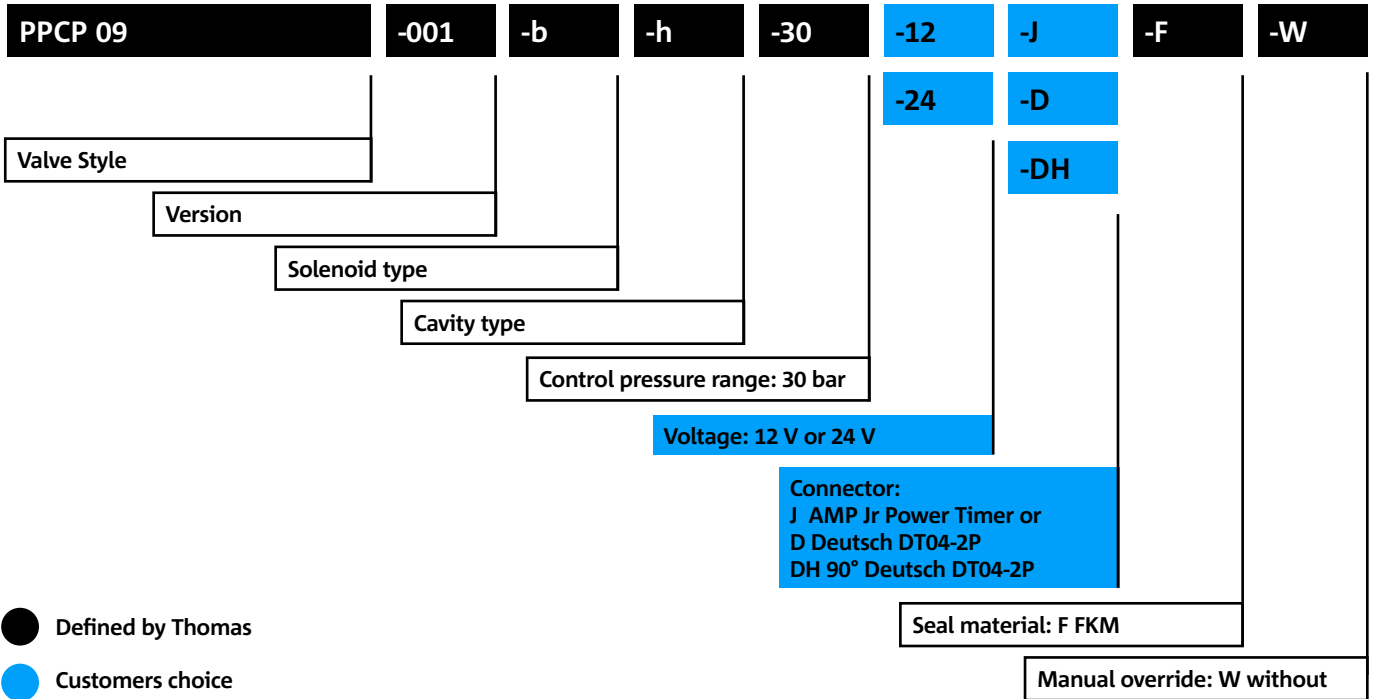 PPCP 09 -001 -b -h -30 -12 -J -F -W
-24 -D
Valve Style
-DH
Version
Solenoid type
Cavity type
Control pressure range: 30 bar
Voltage: 12 V or 24 V
Connector:
J AMP Jr Power Timer or
D Deutsch DT04-2P
DH 90° Deutsch DT04-2P
Defined by Thomas
Seal material: F FKM
Customers choice
Manual override: W without